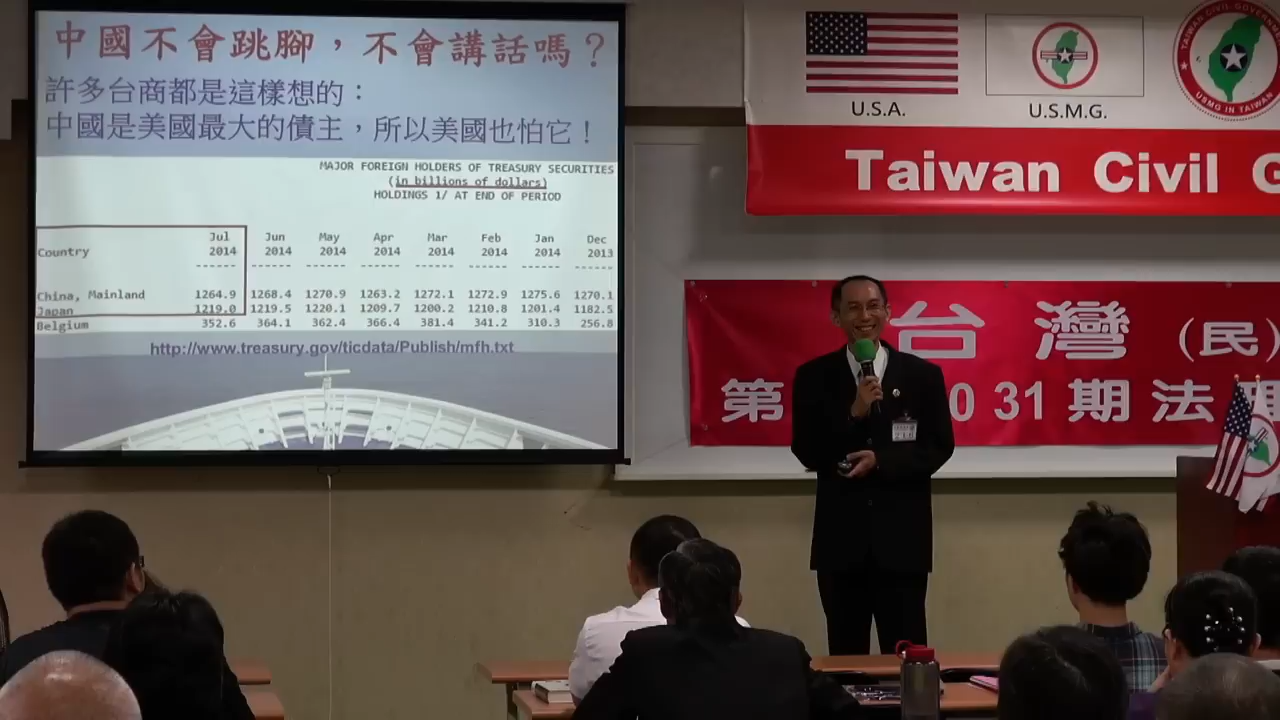 中國不會跳腳，不會講話嗎？
許多台商都是這樣想的：
中國是美國最大的債主，所以美國也怕它！
MAJOR FOREIGN HOLDERS OF TREASURY SECURITIES
(in billions of dollars)
HOLDINGS 1/ AT END OF PERIOD
Jul Jun May Apr Mar Feb Jan Dec
Country 2014 2014 2014 2014 2014 2014 2014 2013
------ ------ ------ ------ ------ ------ ------ ------
China, Mainland 1264.9 1268.4 1270.9 1263.2 1272.1 1272.9 1275.6 1270.1
Japan 1219.0 1219.5 1220.1 1209.7 1200.2 1210.8 1201.4 1182.5
Belgium 352.6 364.1 362.4 366.4 381.4 341.2 310.3 256.8
http://www.treasury.gov/ticdata/Publish/mfh.txt
U.S.A.
U.S.M.G.
TAIWAN CIVIL GOVERN
USMG IN TAIWAN
Taiwan Civil G
台灣(民)
第 0 31 期法理